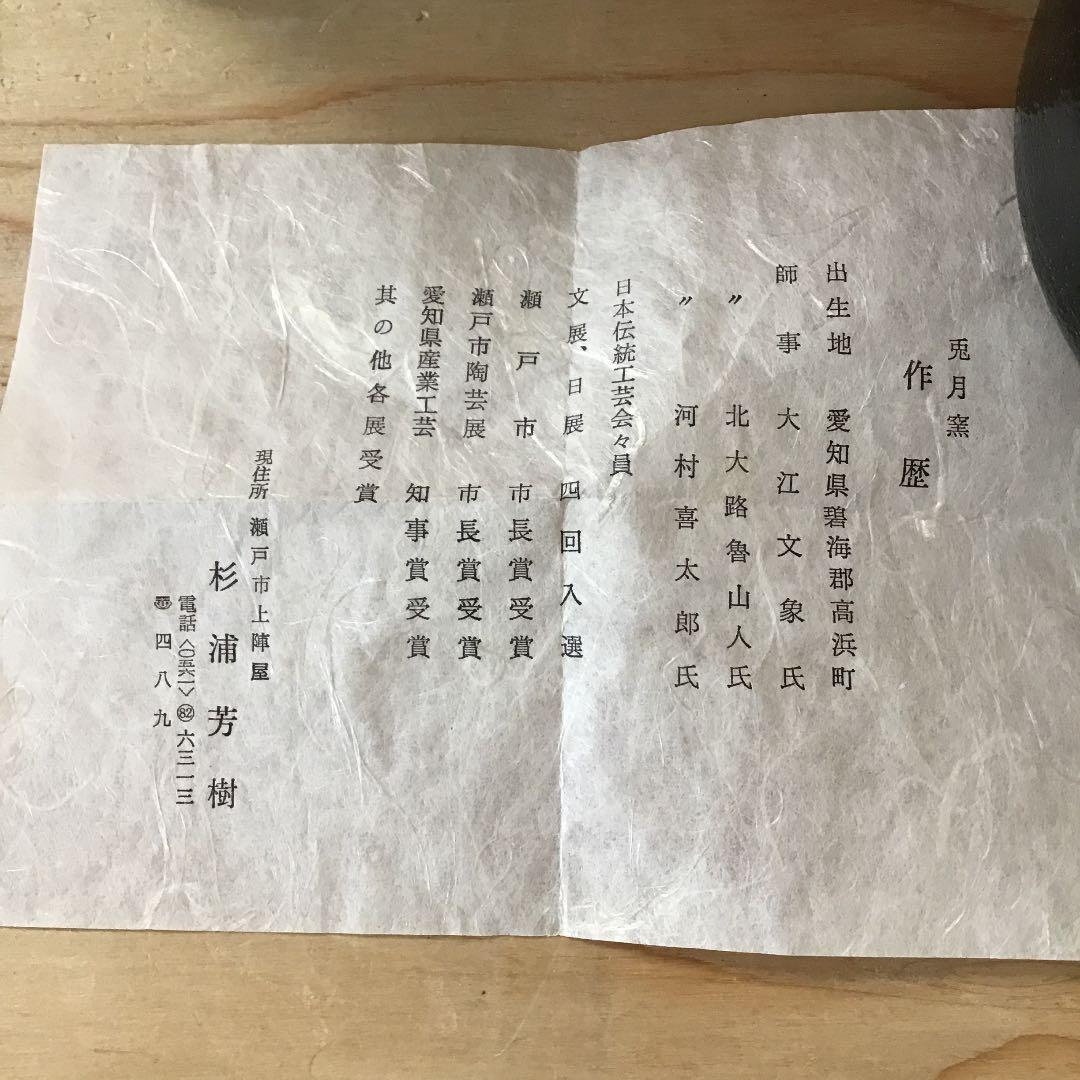 兎月窯
作歴
出生地 愛知県碧海郡高浜町
師事 大江文象氏
〃 北大路魯山人氏
〃 河村喜太郎氏
日本伝統工芸会々員
文展、日展 四回入選
瀬戸市 市長賞受賞
瀬戸市陶芸展 市長賞受賞
愛知県産業工芸 知事賞受賞
其の他各展受賞
現住所 瀬戸市上陣屋
杉浦芳樹
電話〈〇五六一〉82六三一三
〒四八九